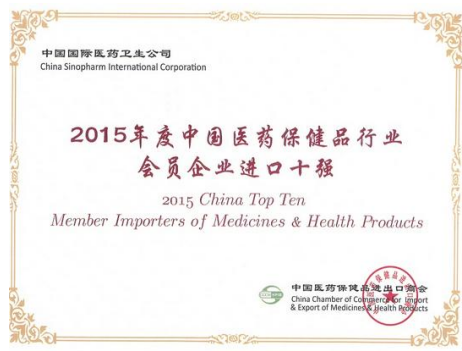 中国国际医药卫生公司
China Sinopharm International Corporation
2015年度中国医药保健品行业
会员企业进口十强
2015 China Top Ten
Member Importers of Medicines & Health Products
中国医药保健品进出口商会
China Chamber of Commerce for Import
& Export of Medicines & Health Products